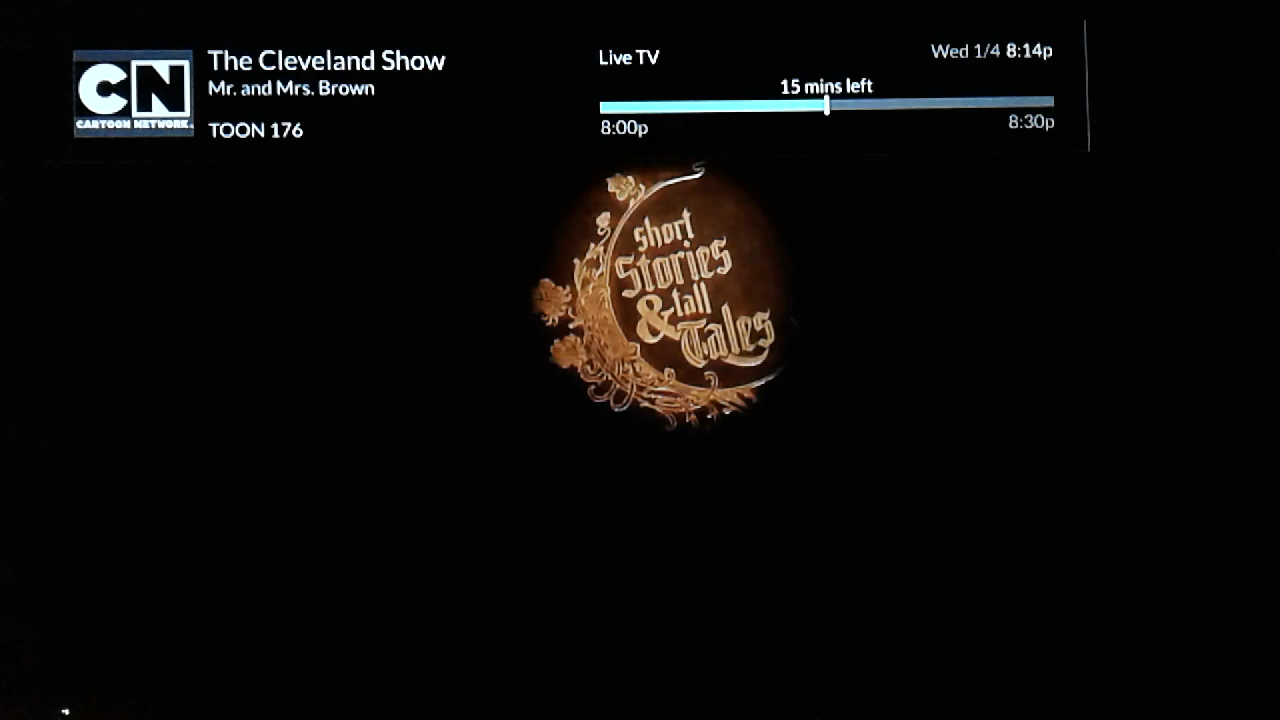 CN
CARTOON NETWORK
The Cleveland Show
Mr. and Mrs. Brown
TOON 176
Live TV
Wed 1/4 8:14p
15 mins left
8:00p
8:30p
short
Stories
& tall
Tales